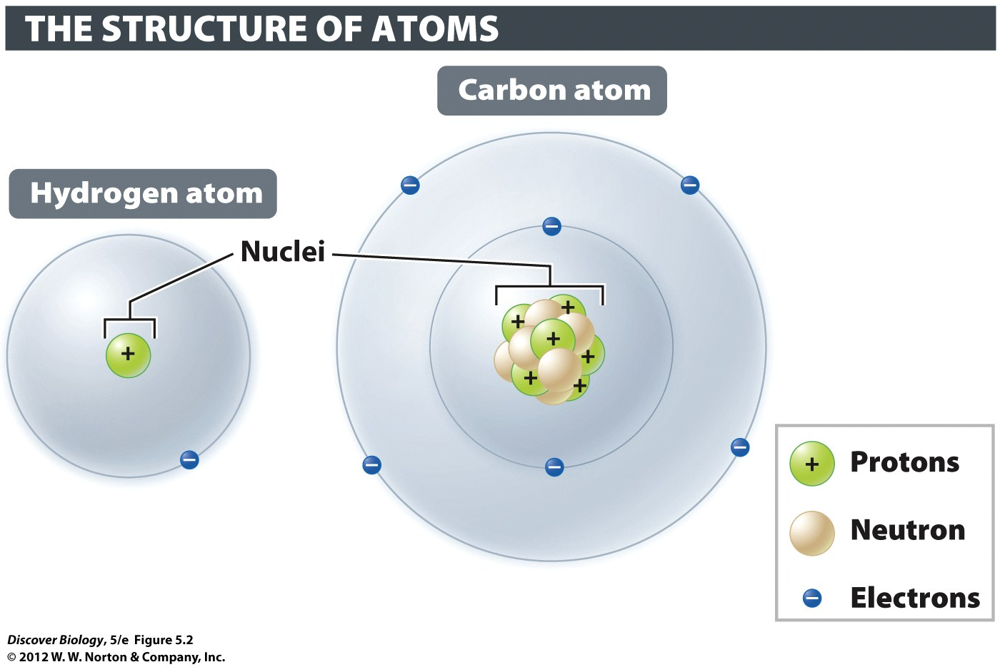 THE STRUCTURE OF ATOMS
Carbon atom
Hydrogen atom
Nuclei
+
+
+
+
+
+
+
−
−
−
−
−
−
−
+ Protons
Neutron
− Electrons
Discover Biology, 5/e Figure 5.2
© 2012 W. W. Norton & Company, Inc.